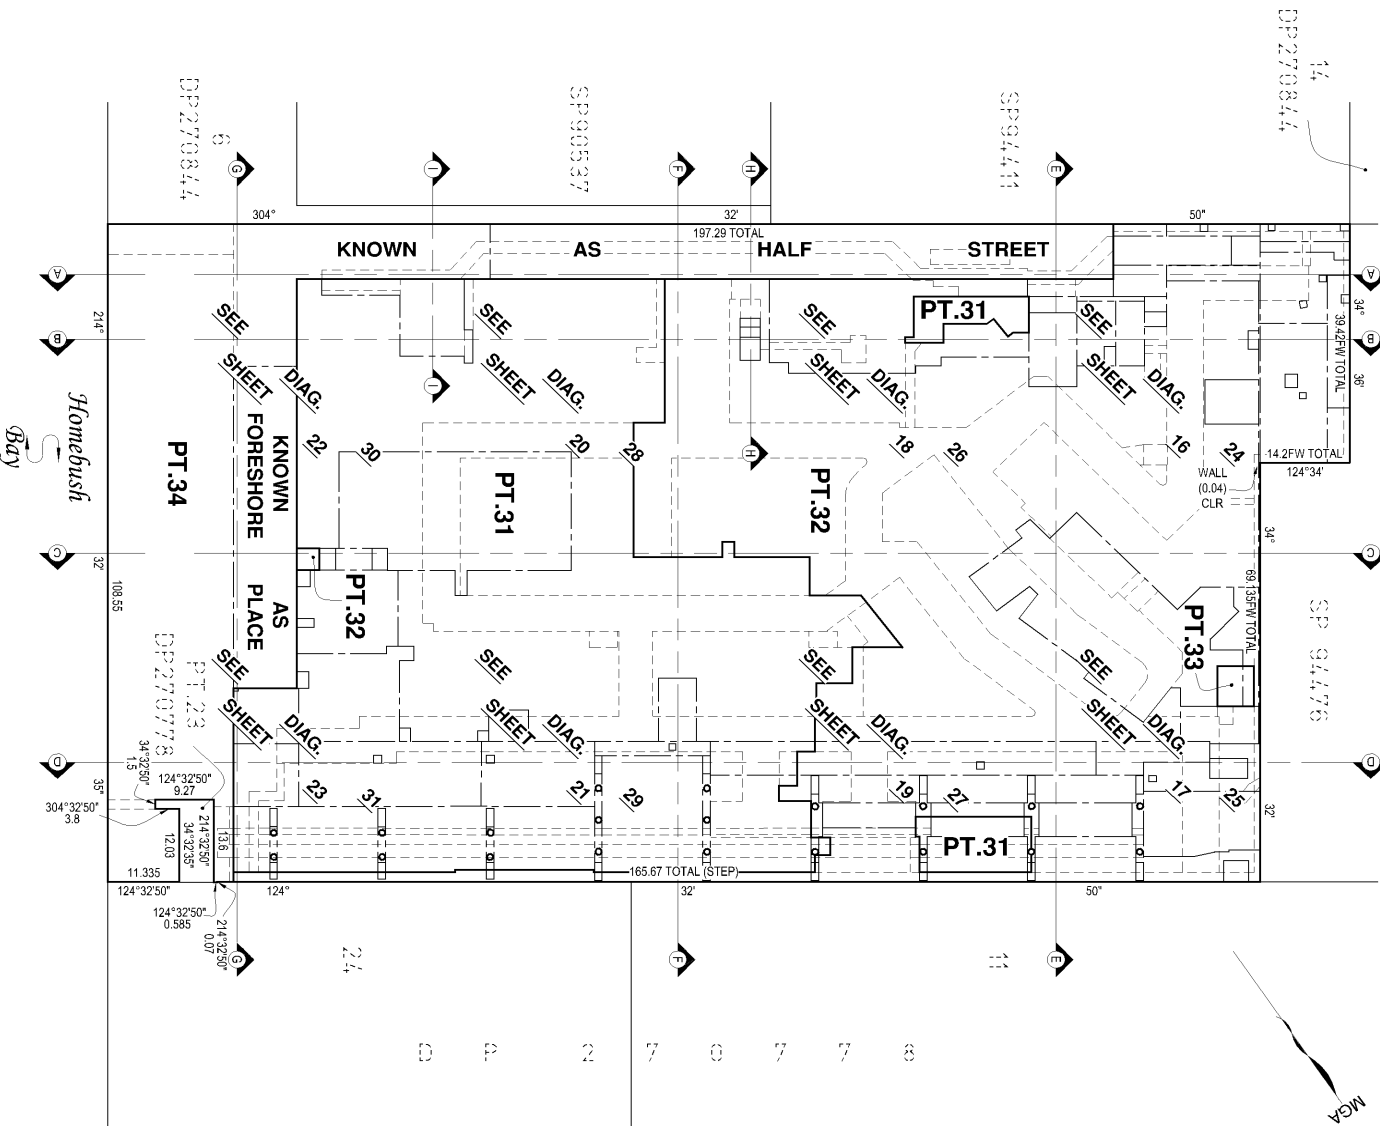 14
DP270844
6
DP270844
SP90537
SP94411
G
I
F
H
E
304°
32'
50"
197.29 TOTAL
KNOWN AS HALF STREET
A
A
B
B
C
C
D
D
214°
32'
35"
108.55
34°
36'
39.42FW TOTAL
PT.31
SEE
SHEET DIAG.
22 30
SEE
SHEET DIAG.
20 28
SEE
SHEET DIAG.
18 26
SEE
SHEET DIAG.
16 24
I
H
Homebush
Bay
PT.34
KNOWN AS
FORESHORE PLACE
PT.31
PT.32
PT.32
PT.33
14.2FW TOTAL
124°34'
WALL
(0.04)
CLR
34°
69.135FW TOTAL
32'
SP 94476
SEE
SHEET DIAG.
23 31
SEE
SHEET DIAG.
21 29
SEE
SHEET DIAG.
19 27
SEE
SHEET DIAG.
17 25
PT.23
DP270778
34°32'50"
1.5
124°32'50"
9.27
304°32'50"
3.8
12.03
34°32'35"
214°32'50"
13.6
11.335
124°32'50"
124°32'50"
0.585
214°32'50"
0.07
PT.31
165.67 TOTAL (STEP)
124°
32'
50"
G
F
E
24
11
DP 270778
MGA